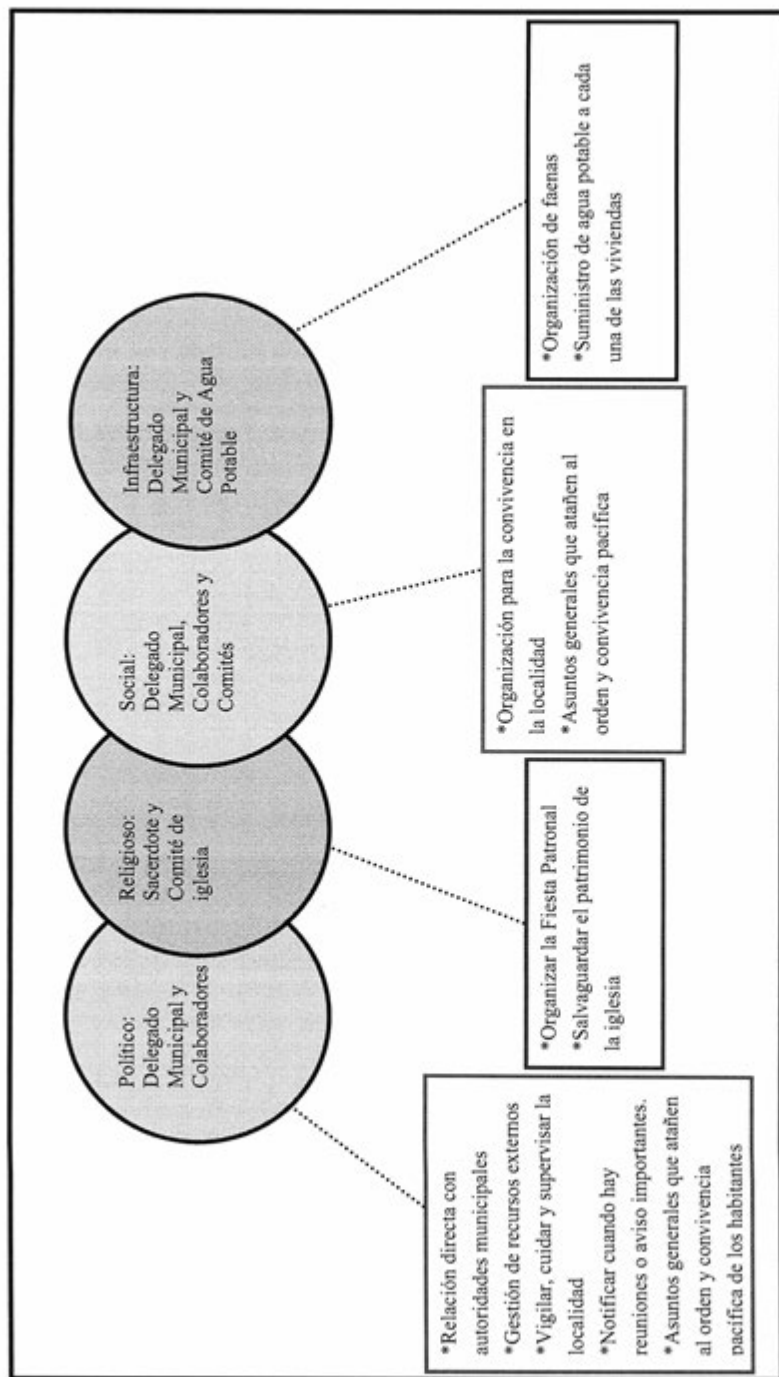 Político:
Delegado
Municipal y
Colaboradores
Religioso:
Sacerdote y
Comité de
iglesia
Social:
Delegado
Municipal,
Colaboradores y
Comités
Infraestructura:
Delegado
Municipal y
Comité de Agua
Potable
*Relación directa con
autoridades municipales
*Gestión de recursos externos
*Vigilar, cuidar y supervisar la
localidad
*Notificar cuando hay
reuniones o aviso importantes.
*Asuntos generales que atañen
al orden y convivencia
pacífica de los habitantes
*Organizar la Fiesta Patronal
*Salvaguardar el patrimonio de
la iglesia
*Organización para la convivencia en
la localidad
*Asuntos generales que atañen al
orden y convivencia pacífica
*Organización de faenas
*Suministro de agua potable a cada
una de las viviendas